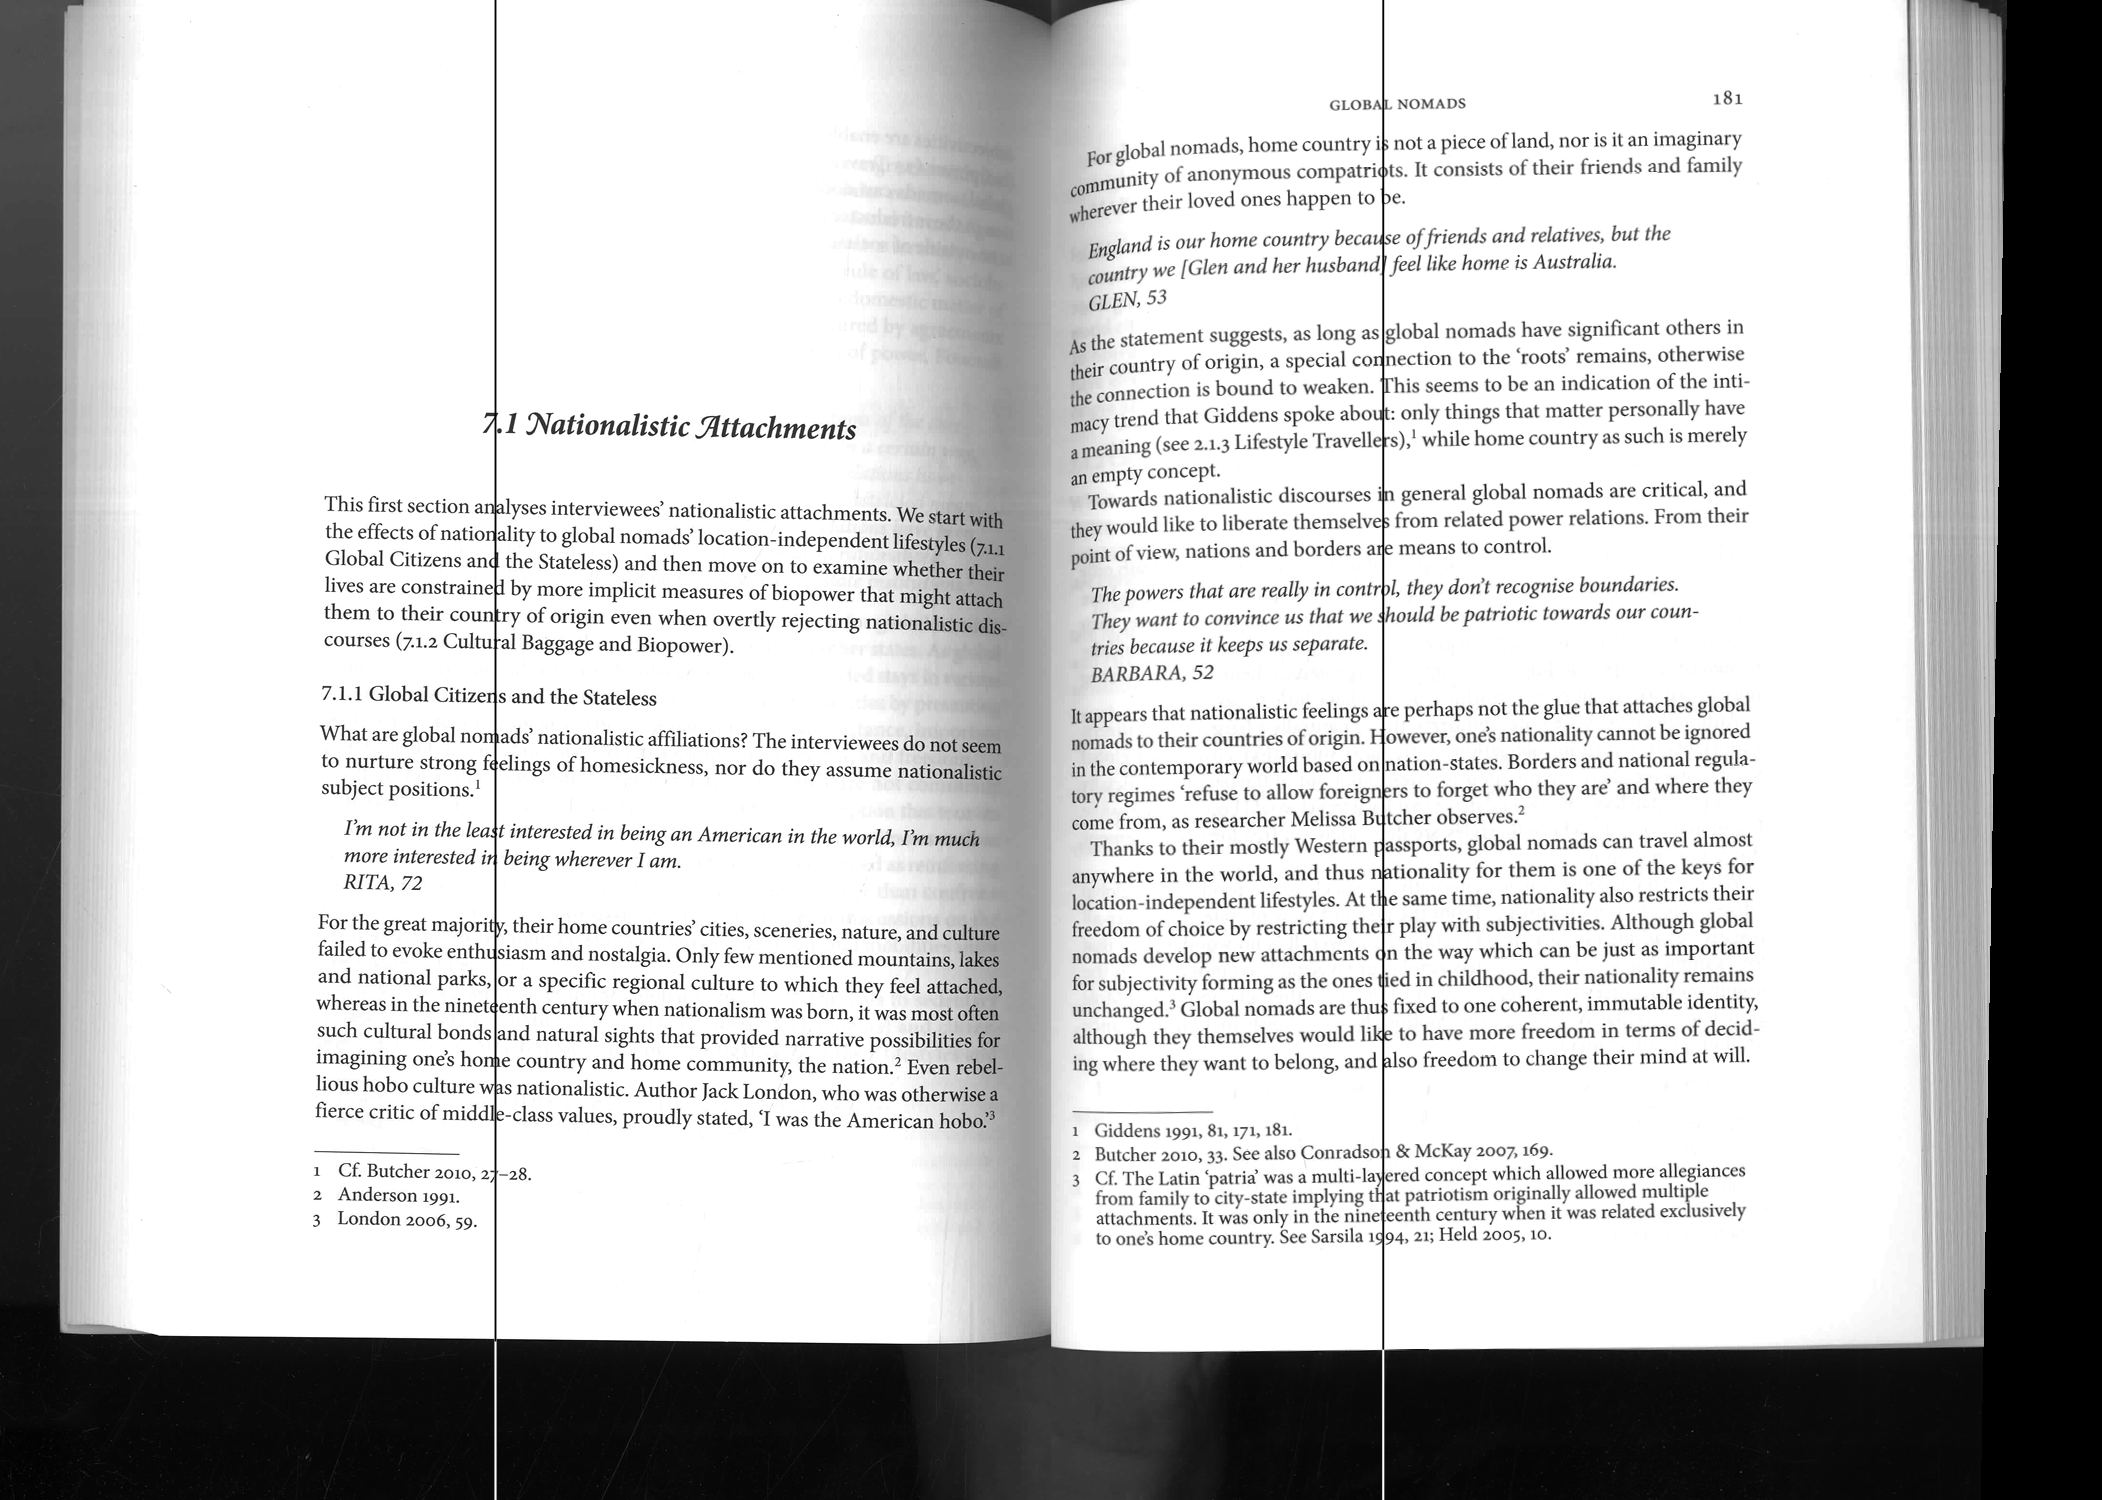 7.1 Nationalistic Attachments
This first section analyses interviewees’ nationalistic attachments. We start with
the effects of nationality to global nomads’ location-independent lifestyles (7.1.1
Global Citizens and the Stateless) and then move on to examine whether their
lives are constrained by more implicit measures of biopower that might attach
them to their country of origin even when overtly rejecting nationalistic dis-
courses (7.1.2 Cultural Baggage and Biopower).
7.1.1 Global Citizens and the Stateless
What are global nomads’ nationalistic affiliations? The interviewees do not seem
to nurture strong feelings of homesickness, nor do they assume nationalistic
subject positions.1
I’m not in the least interested in being an American in the world, I’m much
more interested in being wherever I am.
RITA, 72
For the great majority, their home countries’ cities, sceneries, nature, and culture
failed to evoke enthusiasm and nostalgia. Only few mentioned mountains, lakes
and national parks, or a specific regional culture to which they feel attached,
whereas in the nineteenth century when nationalism was born, it was most often
such cultural bonds and natural sights that provided narrative possibilities for
imagining one’s home country and home community, the nation.2 Even rebel-
lious hobo culture was nationalistic. Author Jack London, who was otherwise a
fierce critic of middle-class values, proudly stated, ‘I was the American hobo.’3
1 Cf. Butcher 2010, 27–28.
2 Anderson 1991.
3 London 2006, 59.
GLOBAL NOMADS 181
For global nomads, home country is not a piece of land, nor is it an imaginary
community of anonymous compatriots. It consists of their friends and family
wherever their loved ones happen to be.
England is our home country because of friends and relatives, but the
country we [Glen and her husband] feel like home is Australia.
GLEN, 53
As the statement suggests, as long as global nomads have significant others in
their country of origin, a special connection to the ‘roots’ remains, otherwise
the connection is bound to weaken. This seems to be an indication of the inti-
macy trend that Giddens spoke about: only things that matter personally have
a meaning (see 2.1.3 Lifestyle Travellers),1 while home country as such is merely
an empty concept.
Towards nationalistic discourses in general global nomads are critical, and
they would like to liberate themselves from related power relations. From their
point of view, nations and borders are means to control.
The powers that are really in control, they don’t recognise boundaries.
They want to convince us that we should be patriotic towards our coun-
tries because it keeps us separate.
BARBARA, 52
It appears that nationalistic feelings are perhaps not the glue that attaches global
nomads to their countries of origin. However, one’s nationality cannot be ignored
in the contemporary world based on nation-states. Borders and national regula-
tory regimes ‘refuse to allow foreigners to forget who they are’ and where they
come from, as researcher Melissa Butcher observes.2
Thanks to their mostly Western passports, global nomads can travel almost
anywhere in the world, and thus nationality for them is one of the keys for
location-independent lifestyles. At the same time, nationality also restricts their
freedom of choice by restricting their play with subjectivities. Although global
nomads develop new attachments on the way which can be just as important
for subjectivity forming as the ones tied in childhood, their nationality remains
unchanged.3 Global nomads are thus fixed to one coherent, immutable identity,
although they themselves would like to have more freedom in terms of decid-
ing where they want to belong, and also freedom to change their mind at will.
1 Giddens 1991, 81, 171, 181.
2 Butcher 2010, 33. See also Conradson & McKay 2007, 169.
3 Cf. The Latin ‘patria’ was a multi-layered concept which allowed more allegiances
from family to city-state implying that patriotism originally allowed multiple
attachments. It was only in the nineteenth century when it was related exclusively
to one’s home country. See Sarsila 1994, 21; Held 2005, 10.